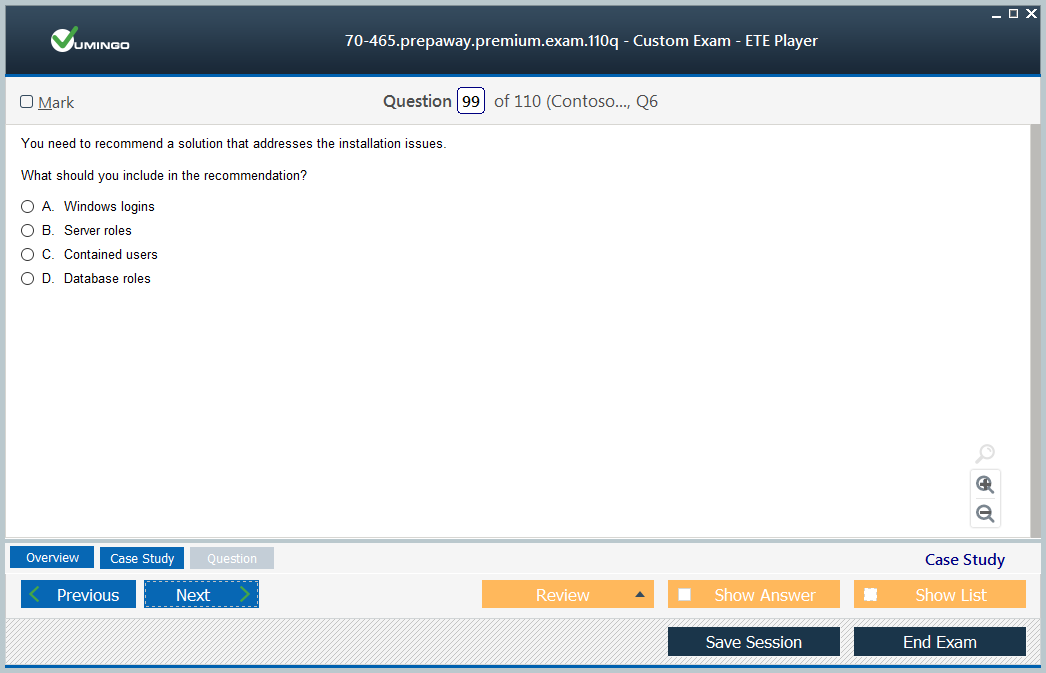 VUMINGO
70-465.prepaway.premium.exam.110q - Custom Exam - ETE Player
Mark
Question 99 of 110 (Contoso..., Q6
You need to recommend a solution that addresses the installation issues.
What should you include in the recommendation?
A. Windows logins
B. Server roles
C. Contained users
D. Database roles
Overview Case Study Question Case Study
Previous Next Review Show Answer Show List
Save Session End Exam